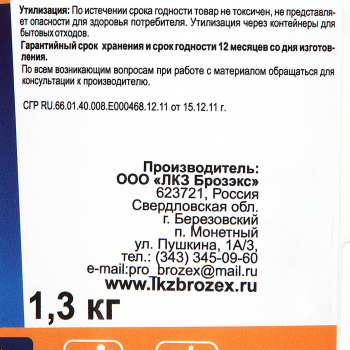 Утилизация: По истечении срока годности товар не токсичен, не представля-
ет опасности для здоровья потребителя. Утилизация через контейнеры для
бытовых отходов.
Гарантийный срок хранения и срок годности 12 месяцев со дня изготов-
ления.
По всем возникающим вопросам при работе с материалом обращаться для
консультации к производителю.
СГР RU.66.01.40.008.E000468.12.11 от 15.12.11 г.
Производитель:
ООО «ЛКЗ Брозэкс»
623721, Россия
Свердловская обл.
г. Березовский
п. Монетный
ул. Пушкина, 1А/3,
тел.: (343) 345-09-60
e-mail:pro_brozex@mail.ru
www.lkzbrozex.ru
1,3 кг